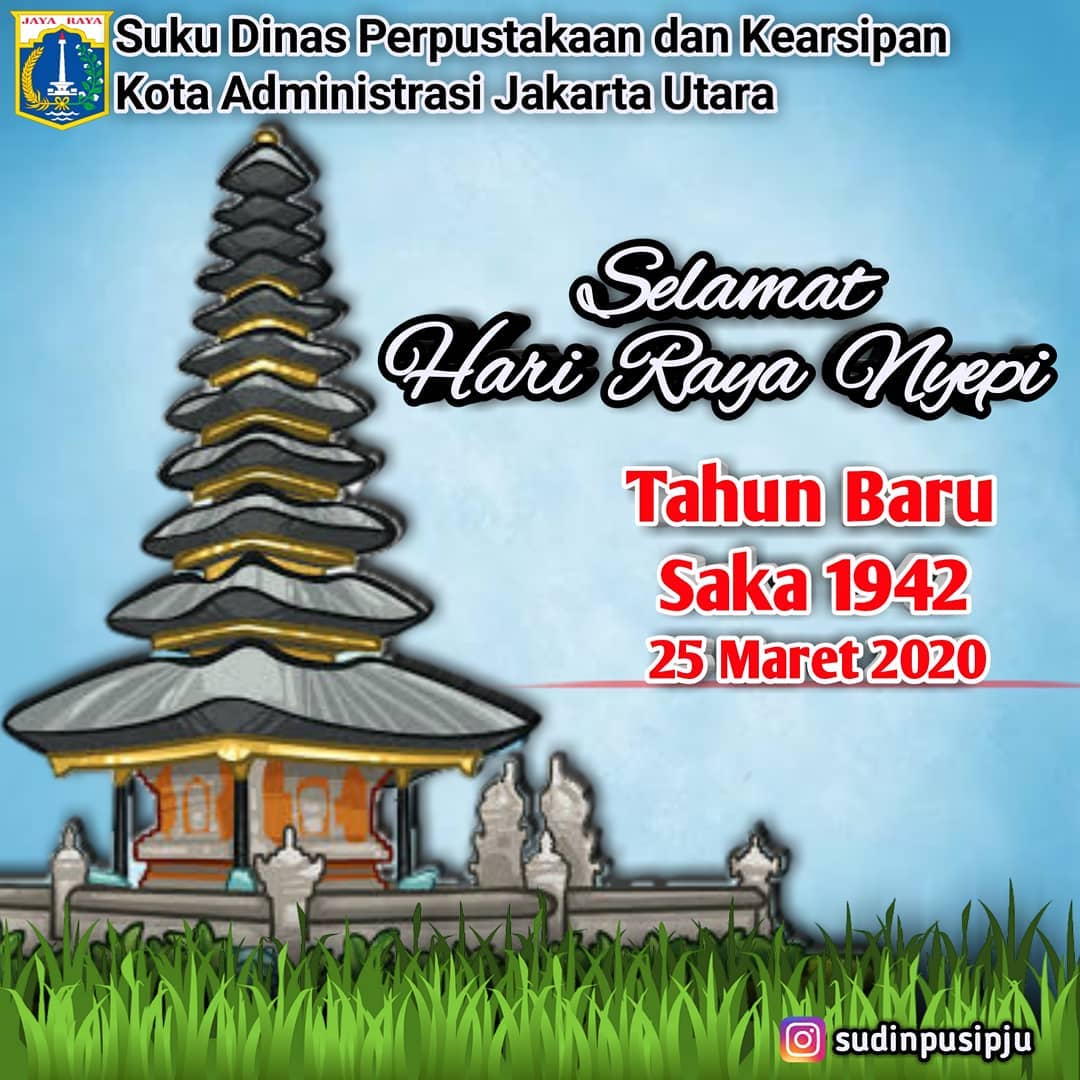 JAYA RAYA
Suku Dinas Perpustakaan dan Kearsipan
Kota Administrasi Jakarta Utara
Selamat
Hari Raya Nyepi
Tahun Baru
Saka 1942
25 Maret 2020
sudinpusipju